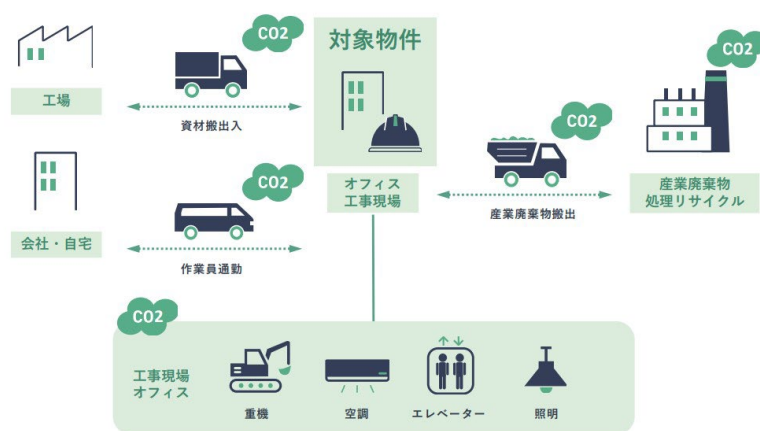 CO2
対象物件
CO2
工場
資材搬出入
CO2
会社・自宅
作業員通勤
オフィス
工事現場
CO2
産業廃棄物搬出
産業廃棄物
処理リサイクル
CO2
工事現場
オフィス
重機
空調
エレベーター
照明